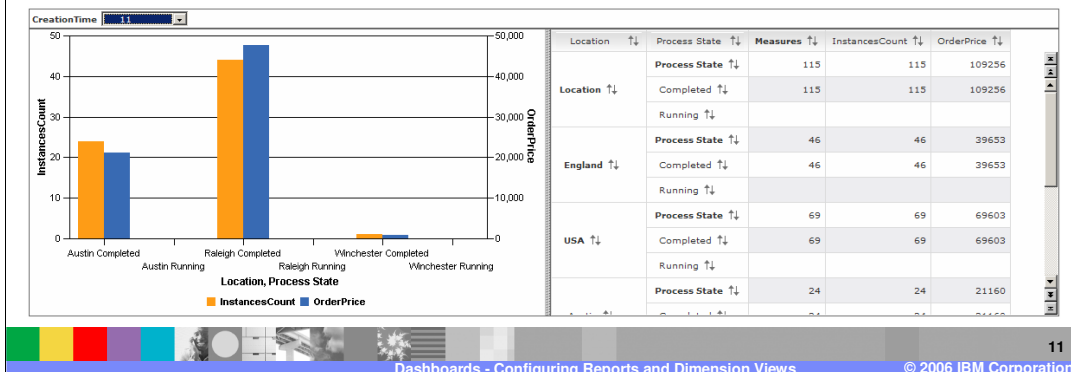 CreationTime 11
50
40
30
20
10
0
InstancesCount
50,000
40,000
30,000
20,000
10,000
0
OrderPrice
Austin Completed Raleigh Completed Winchester Completed
Austin Running Raleigh Running Winchester Running
Location, Process State
InstancesCount OrderPrice
Location Process State Measures InstancesCount OrderPrice
Process State 115 115 109256
Location Completed 115 115 109256
Running
Process State 46 46 39653
England Completed 46 46 39653
Running
Process State 69 69 69603
USA Completed 69 69 69603
Running
Process State 24 24 21160
11
Dashboards - Configuring Reports and Dimension Views © 2006 IBM Corporation